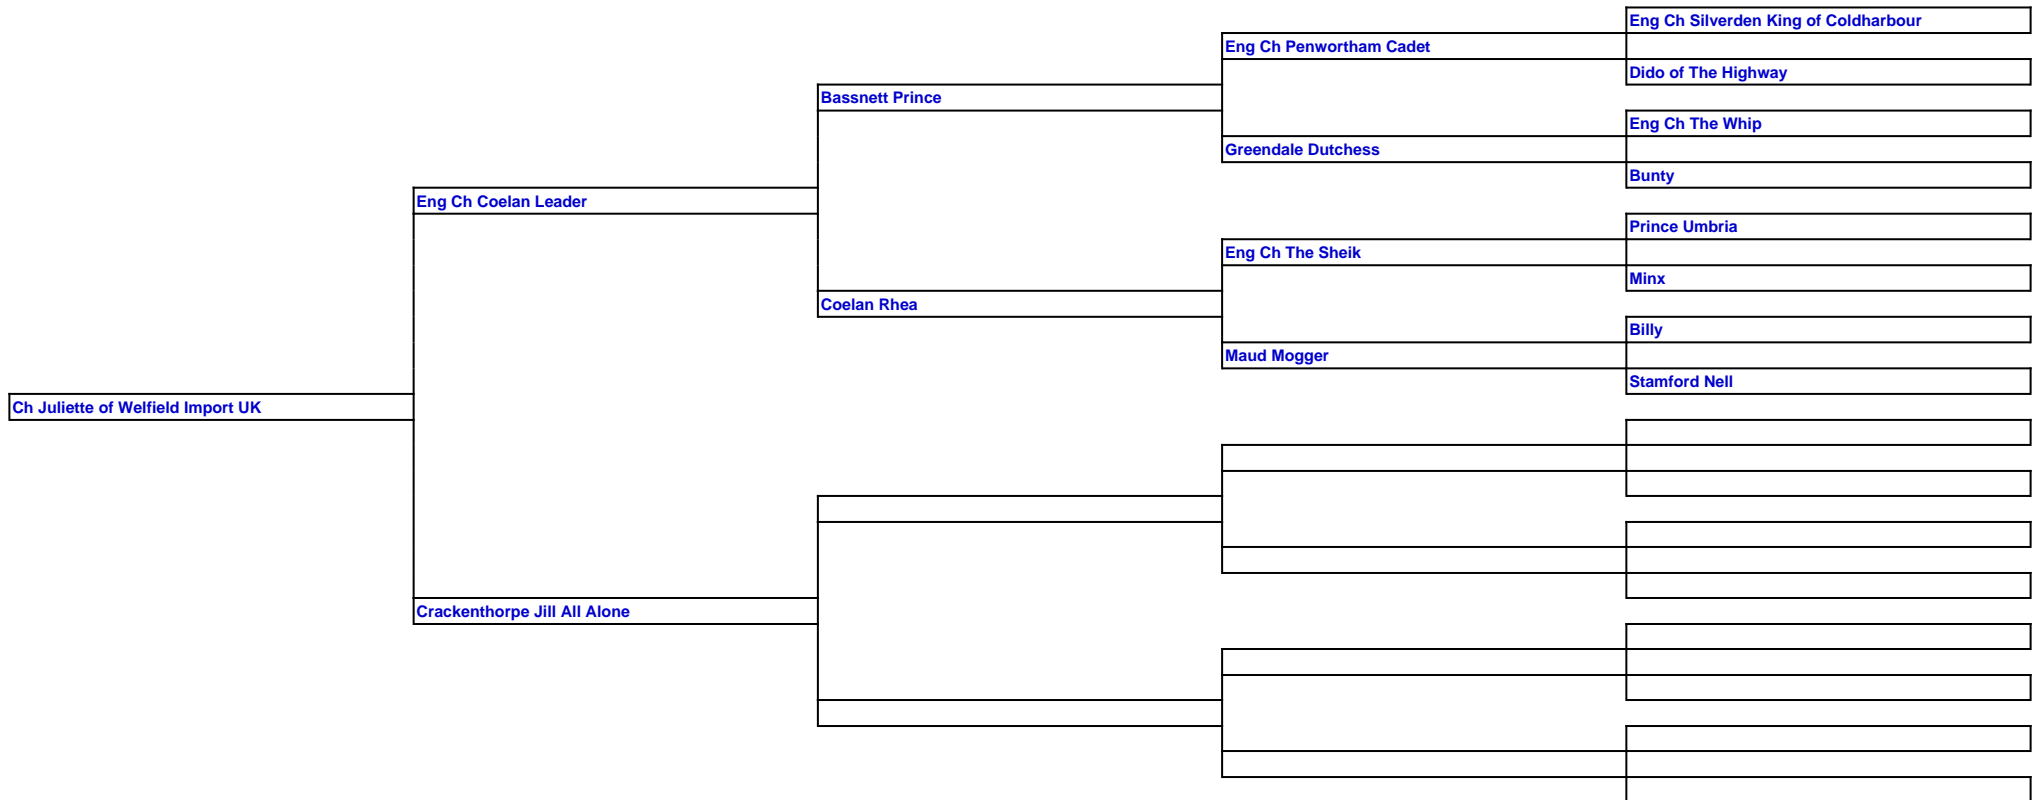 Eng Ch Silverden King of Coldharbour
Eng Ch Penwortham Cadet
Dido of The Highway
Bassnett Prince
Eng Ch The Whip
Greendale Dutchess
Bunty
Eng Ch Coelan Leader
Prince Umbria
Eng Ch The Sheik
Minx
Coelan Rhea
Billy
Maud Mogger
Stamford Nell
Ch Juliette of Welfield Import UK
Crackenthorpe Jill All Alone